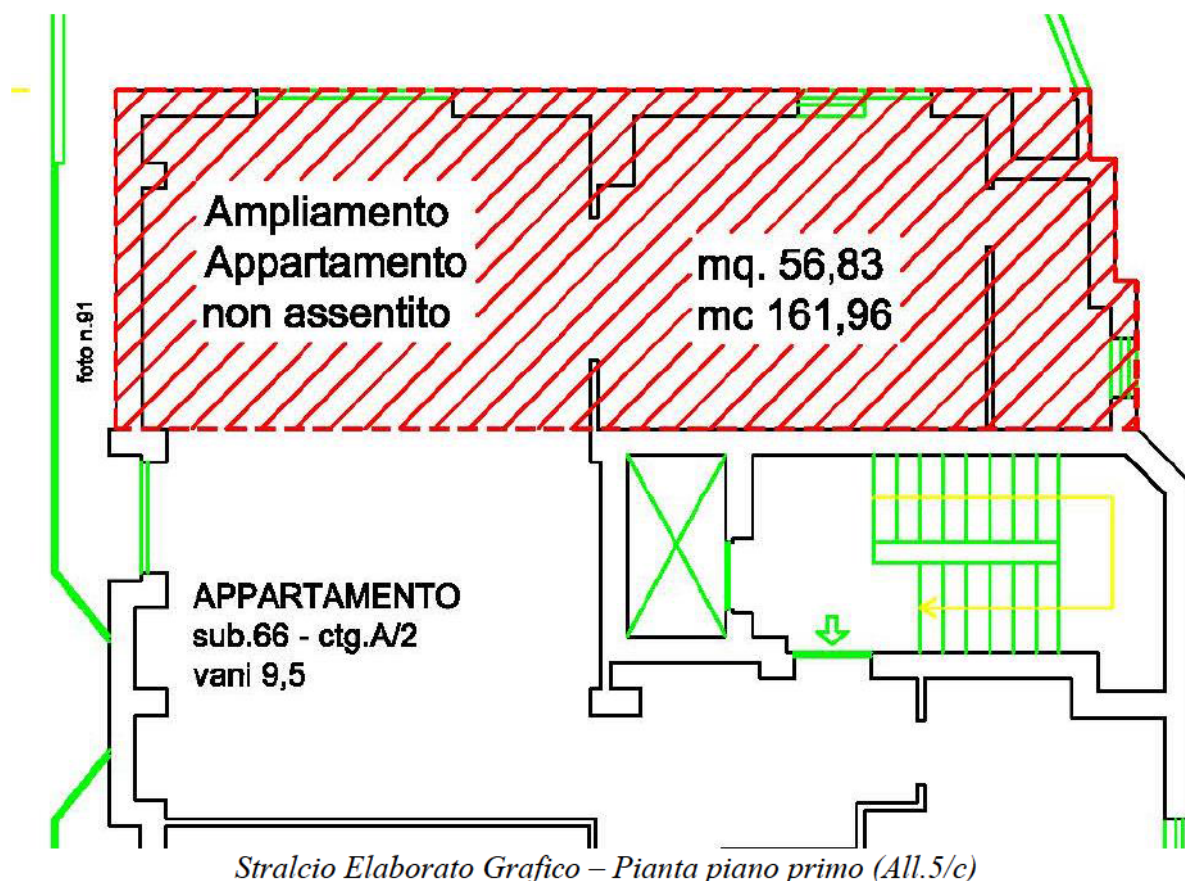 Ampliamento
Appartamento
non assentito
mq. 56,83
mc 161,96
foto n.91
APPARTAMENTO
sub.66 - ctg.A/2
vani 9,5
Stralcio Elaborato Grafico – Pianta piano primo (All.5/c)